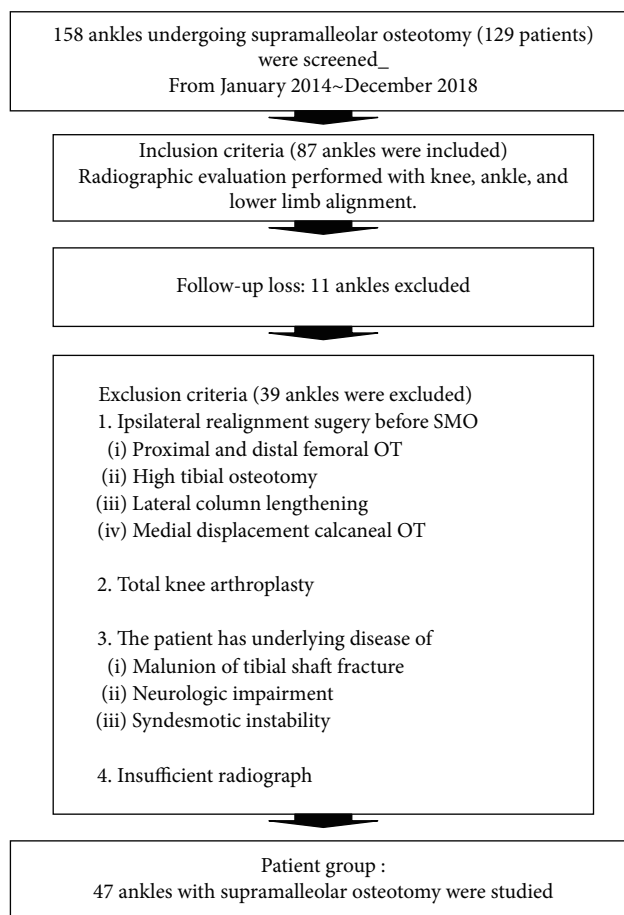 158 ankles undergoing supramalleolar osteotomy (129 patients)
were screened_
From January 2014~December 2018
Inclusion criteria (87 ankles were included)
Radiographic evaluation performed with knee, ankle, and
lower limb alignment.
Follow-up loss: 11 ankles excluded
Exclusion criteria (39 ankles were excluded)
1. Ipsilateral realignment sugery before SMO
(i) Proximal and distal femoral OT
(ii) High tibial osteotomy
(iii) Lateral column lengthening
(iv) Medial displacement calcaneal OT
2. Total knee arthroplasty
3. The patient has underlying disease of
(i) Malunion of tibial shaft fracture
(ii) Neurologic impairment
(iii) Syndesmotic instability
4. Insufficient radiograph
Patient group :
47 ankles with supramalleolar osteotomy were studied